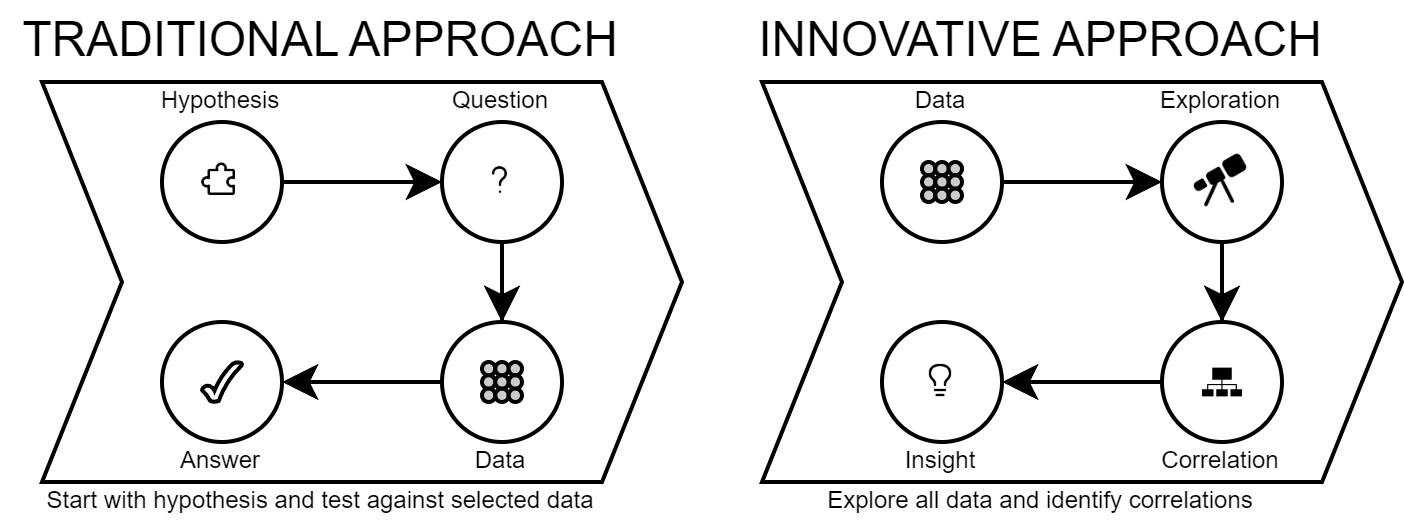 TRADITIONAL APPROACH
Hypothesis
Question
?
Answer
Data
Start with hypothesis and test against selected data
INNOVATIVE APPROACH
Data
Exploration
Insight
Correlation
Explore all data and identify correlations